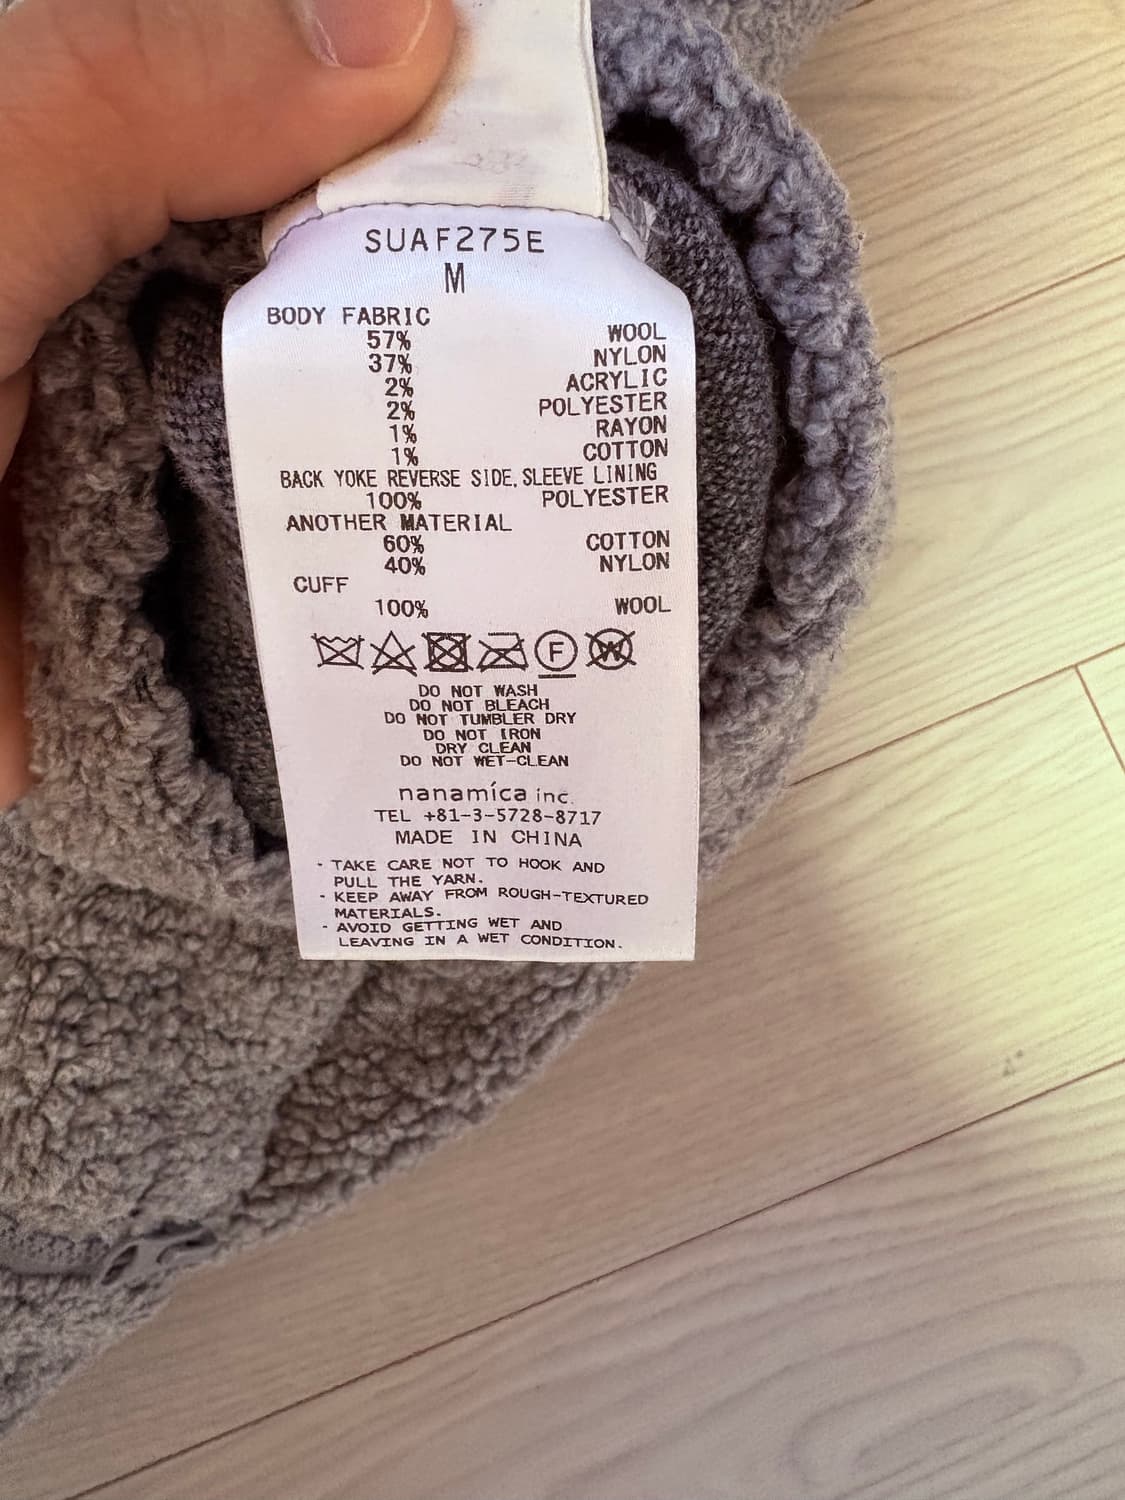 SUAF275E
M
BODY FABRIC
57% WOOL
37% NYLON
2% ACRYLIC
2% POLYESTER
1% RAYON
1% COTTON
BACK YOKE REVERSE SIDE, SLEEVE LINING
100% POLYESTER
ANOTHER MATERIAL
60% COTTON
40% NYLON
CUFF
100% WOOL
F W
DO NOT WASH
DO NOT BLEACH
DO NOT TUMBLER DRY
DO NOT IRON
DRY CLEAN
DO NOT WET-CLEAN
nanamíca inc.
TEL +81-3-5728-8717
MADE IN CHINA
- TAKE CARE NOT TO HOOK AND
PULL THE YARN.
- KEEP AWAY FROM ROUGH-TEXTURED
MATERIALS.
- AVOID GETTING WET AND
LEAVING IN A WET CONDITION.